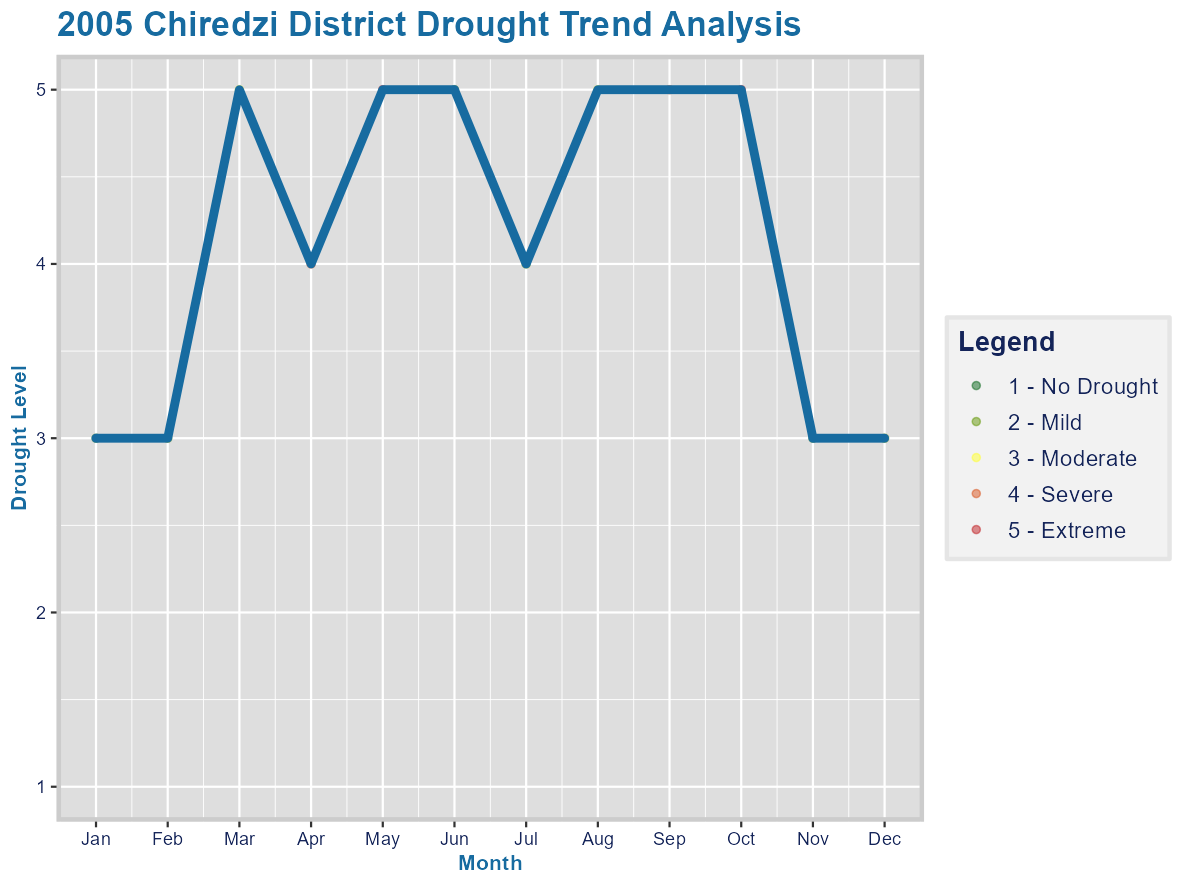 2005 Chiredzi District Drought Trend Analysis
Drought Level
5
4
3
2
1
Jan Feb Mar Apr May Jun Jul Aug Sep Oct Nov Dec
Month
Legend
1 - No Drought
2 - Mild
3 - Moderate
4 - Severe
5 - Extreme